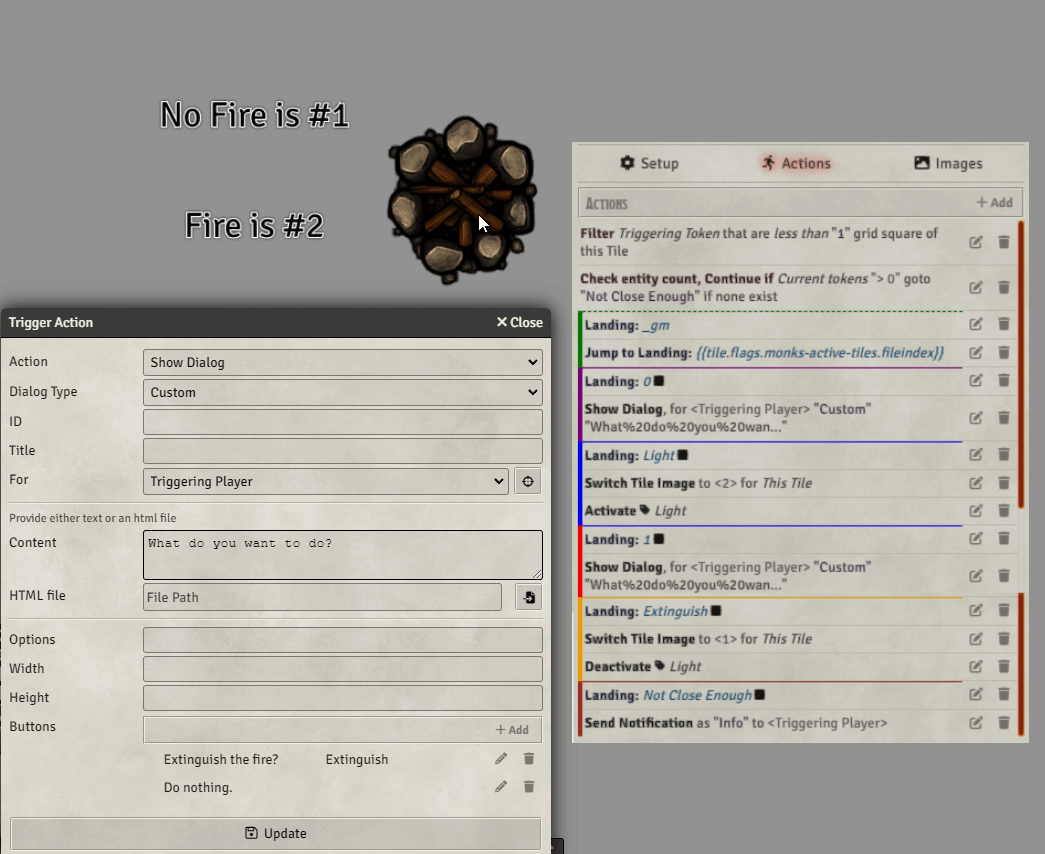 No Fire is #1
Fire is #2
Trigger Action
Close
Action
Show Dialog
Dialog Type
Custom
ID
Title
For
Triggering Player
Provide either text or an html file
Content
What do you want to do?
HTML file
File Path
Options
Width
Height
Buttons
+ Add
Extinguish the fire?
Extinguish
Do nothing.
Update
Setup
Actions
Images
ACTIONS
+ Add
Filter Triggering Token that are less than "1" grid square of
this Tile
Check entity count, Continue if Current tokens "> 0" goto
"Not Close Enough" if none exist
Landing: _gm
Jump to Landing: {{tile.flags.monks-active-tiles.fileindex}}
Landing: 0
Show Dialog, for <Triggering Player> "Custom"
"What%20do%20you%20wan..."
Landing: Light
Switch Tile Image to <2> for This Tile
Activate Light
Landing: 1
Show Dialog, for <Triggering Player> "Custom"
"What%20do%20you%20wan..."
Landing: Extinguish
Switch Tile Image to <1> for This Tile
Deactivate Light
Landing: Not Close Enough
Send Notification as "Info" to <Triggering Player>